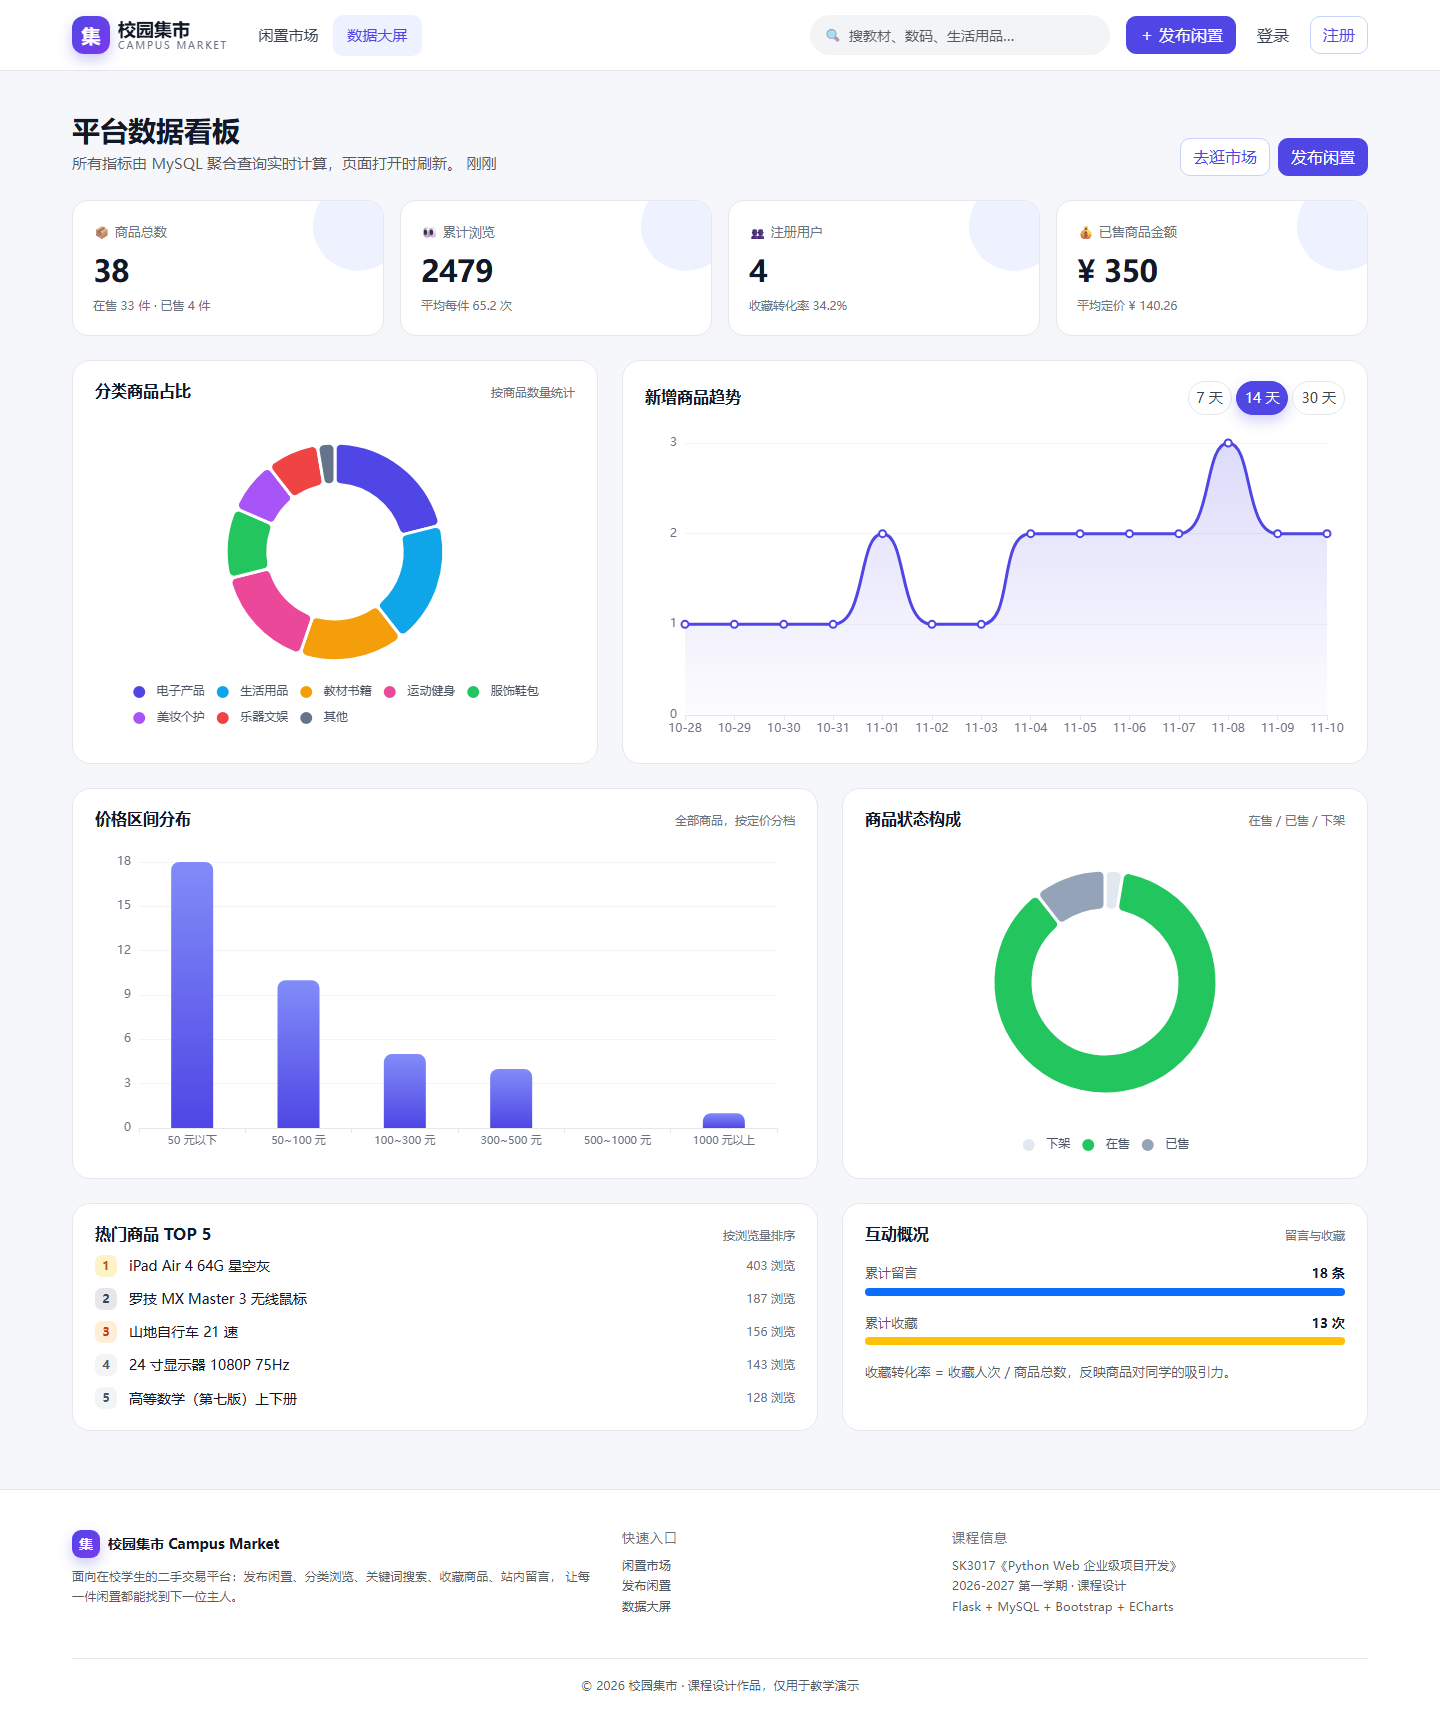 集 校园集市
CAMPUS MARKET
闲置市场
数据大屏
搜教材、数码、生活用品...
+ 发布闲置
登录
注册
平台数据看板
所有指标由 MySQL 聚合查询实时计算，页面打开时刷新。 刚刚
去逛市场
发布闲置
商品总数
38
在售 33 件 · 已售 4 件
累计浏览
2479
平均每件 65.2 次
注册用户
4
收藏转化率 34.2%
已售商品金额
¥ 350
平均定价 ¥ 140.26
分类商品占比
按商品数量统计
电子产品 生活用品 教材书籍 运动健身 服饰鞋包
美妆个护 乐器文娱 其他
新增商品趋势
7 天 14 天 30 天
3
2
1
0
10-28 10-29 10-30 10-31 11-01 11-02 11-03 11-04 11-05 11-06 11-07 11-08 11-09 11-10
价格区间分布
全部商品，按定价分档
18
15
12
9
6
3
0
50 元以下 50~100 元 100~300 元 300~500 元 500~1000 元 1000 元以上
商品状态构成
在售 / 已售 / 下架
下架 在售 已售
热门商品 TOP 5
按浏览量排序
1 iPad Air 4 64G 星空灰 403 浏览
2 罗技 MX Master 3 无线鼠标 187 浏览
3 山地自行车 21 速 156 浏览
4 24 寸显示器 1080P 75Hz 143 浏览
5 高等数学（第七版）上下册 128 浏览
互动概况
留言与收藏
累计留言 18 条
累计收藏 13 次
收藏转化率 = 收藏人次 / 商品总数，反映商品对同学的吸引力。
集 校园集市 Campus Market
面向在校学生的二手交易平台：发布闲置、分类浏览、关键词搜索、收藏商品、站内留言， 让每
一件闲置都能找到下一位主人。
快速入口
闲置市场
发布闲置
数据大屏
课程信息
SK3017《Python Web 企业级项目开发》
2026-2027 第一学期 · 课程设计
Flask + MySQL + Bootstrap + ECharts
© 2026 校园集市 · 课程设计作品，仅用于教学演示